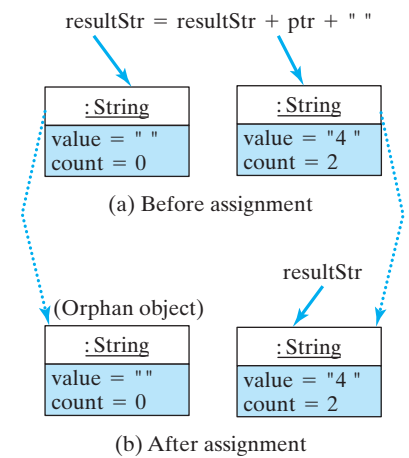 resultStr = resultStr + ptr + " "
: String
value = " "
count = 0
: String
value = "4 "
count = 2
(a) Before assignment
resultStr
(Orphan object)
: String
value = ""
count = 0
: String
value = "4 "
count = 2
(b) After assignment